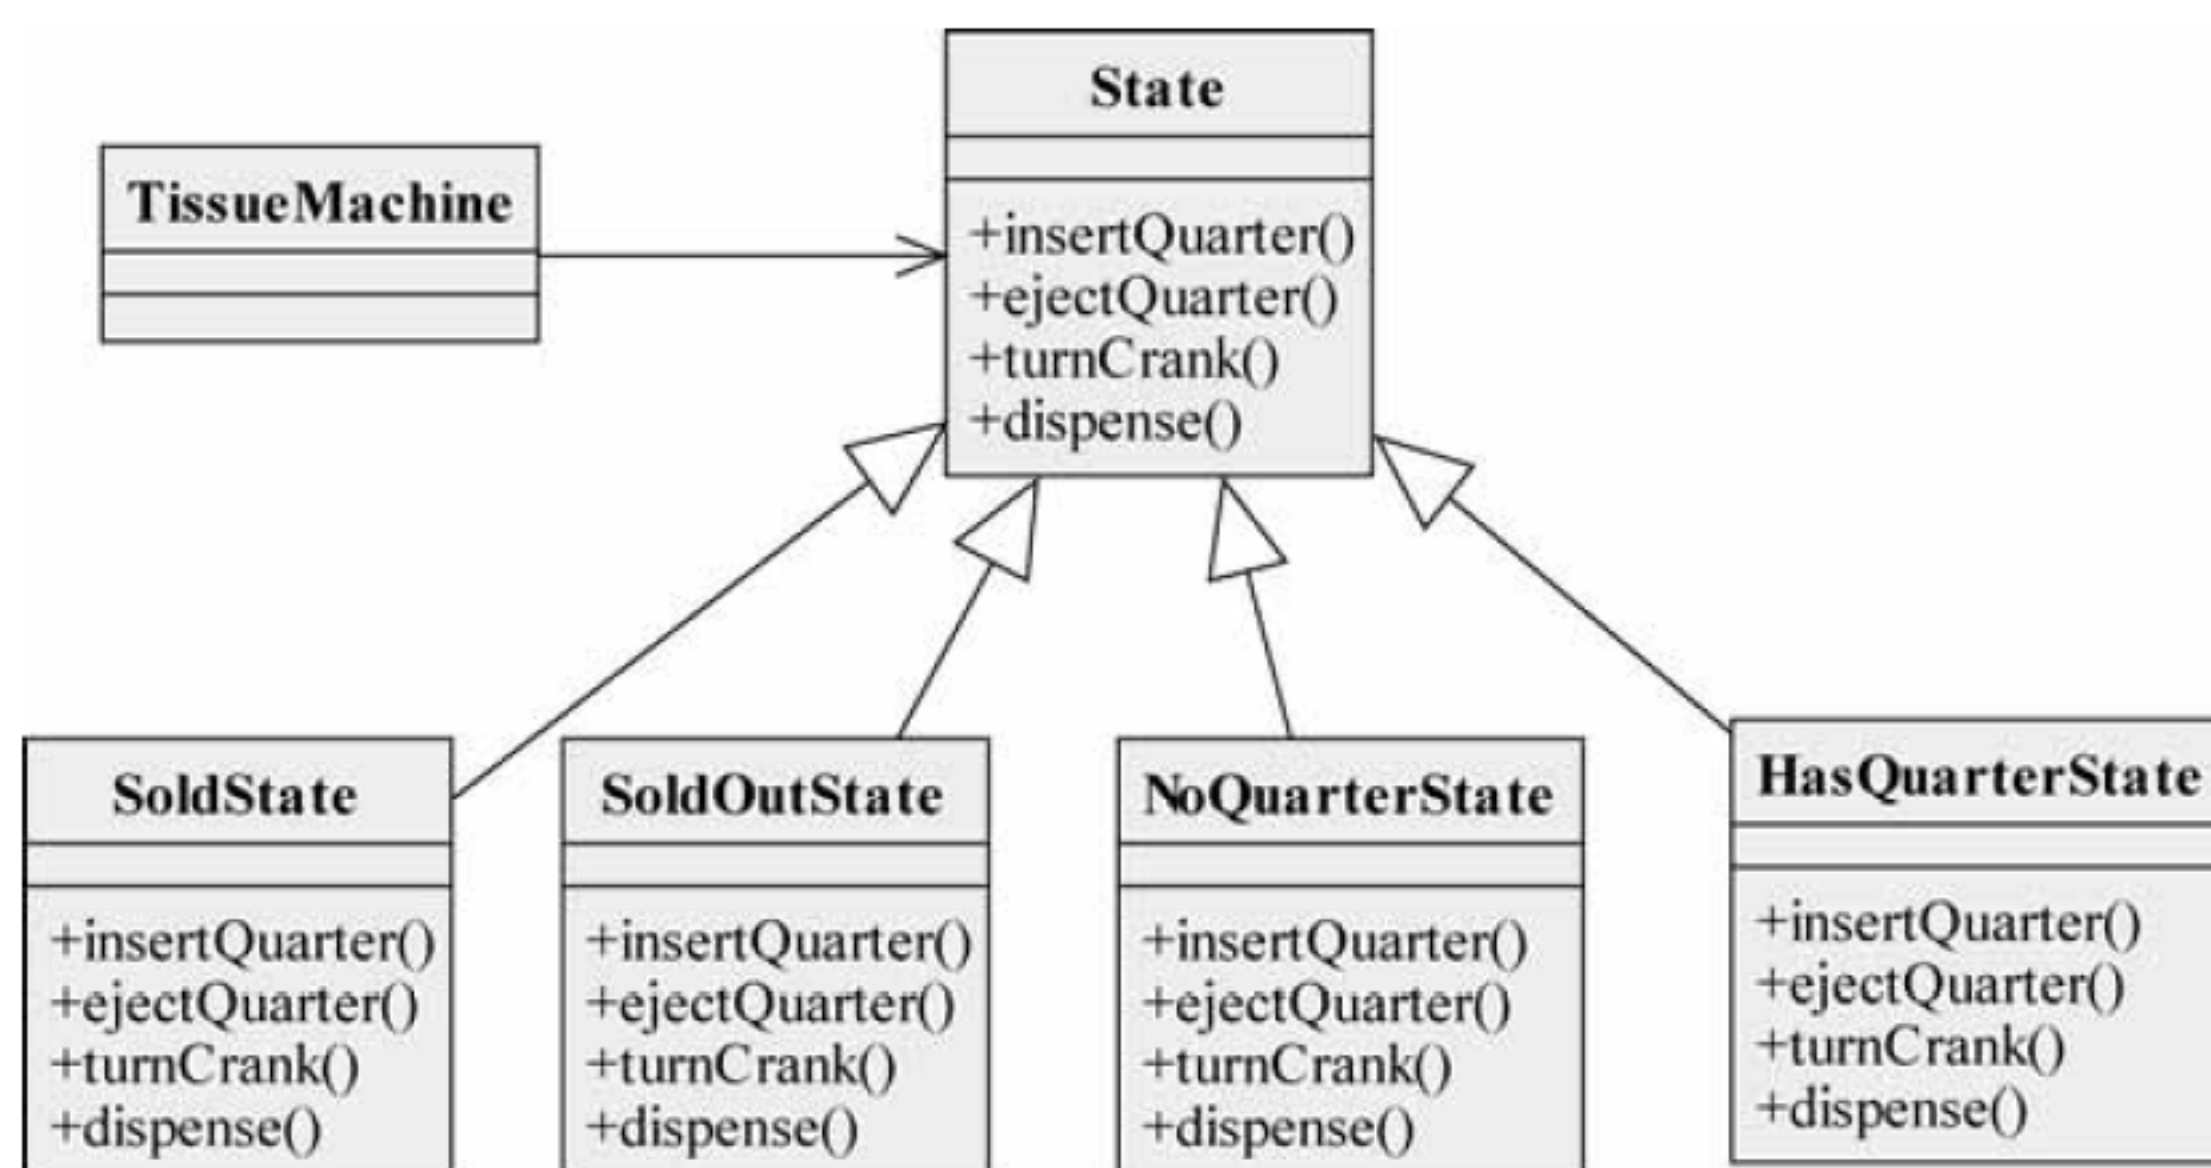 State
+insertQuarter()
+ejectQuarter()
+turnCrank()
+dispense()
TissueMachine
SoldState
+insertQuarter()
+ejectQuarter()
+turnCrank()
+dispense()
SoldOutState
+insertQuarter()
+ejectQuarter()
+turnCrank()
+dispense()
NoQuarterState
+insertQuarter()
+ejectQuarter()
+turnCrank()
+dispense()
HasQuarterState
+insertQuarter()
+ejectQuarter()
+turnCrank()
+dispense()